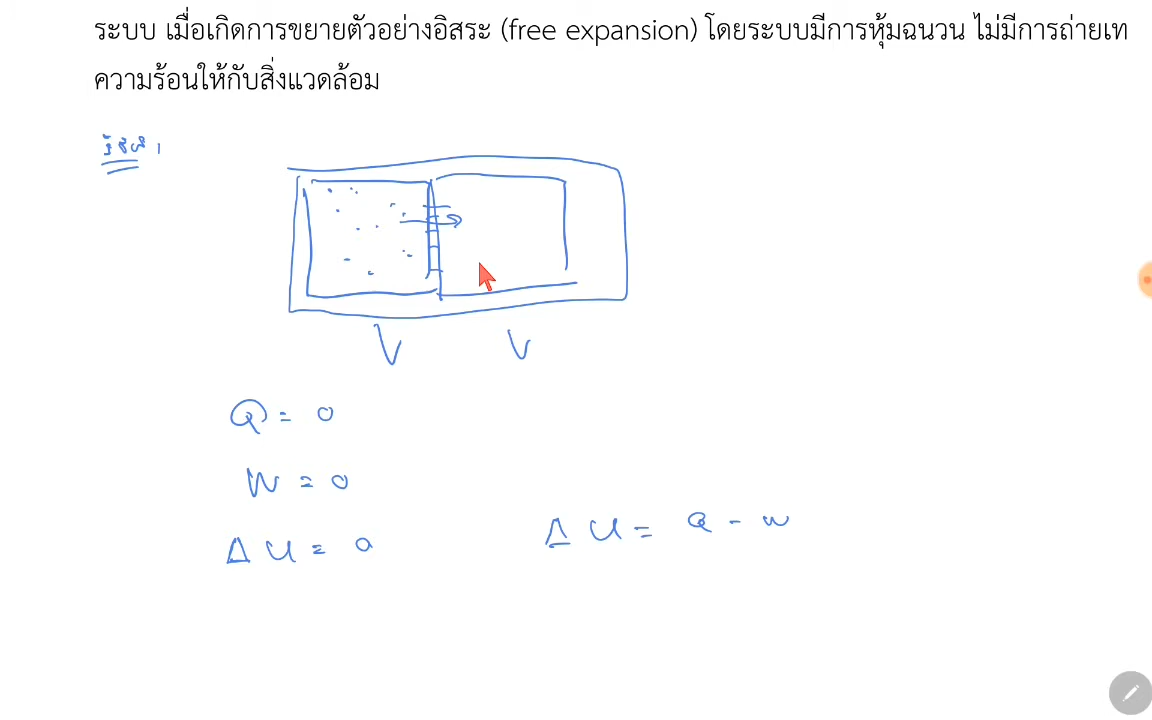 ระบบ เมื่อเกิดการขยายตัวอย่างอิสระ (free expansion) โดยระบบมีการหุ้มฉนวน ไม่มีการถ่ายเท
ความร้อนให้กับสิ่งแวดล้อม
V V
Q = 0
W = 0
Δ U = 0
Δ U = Q - W